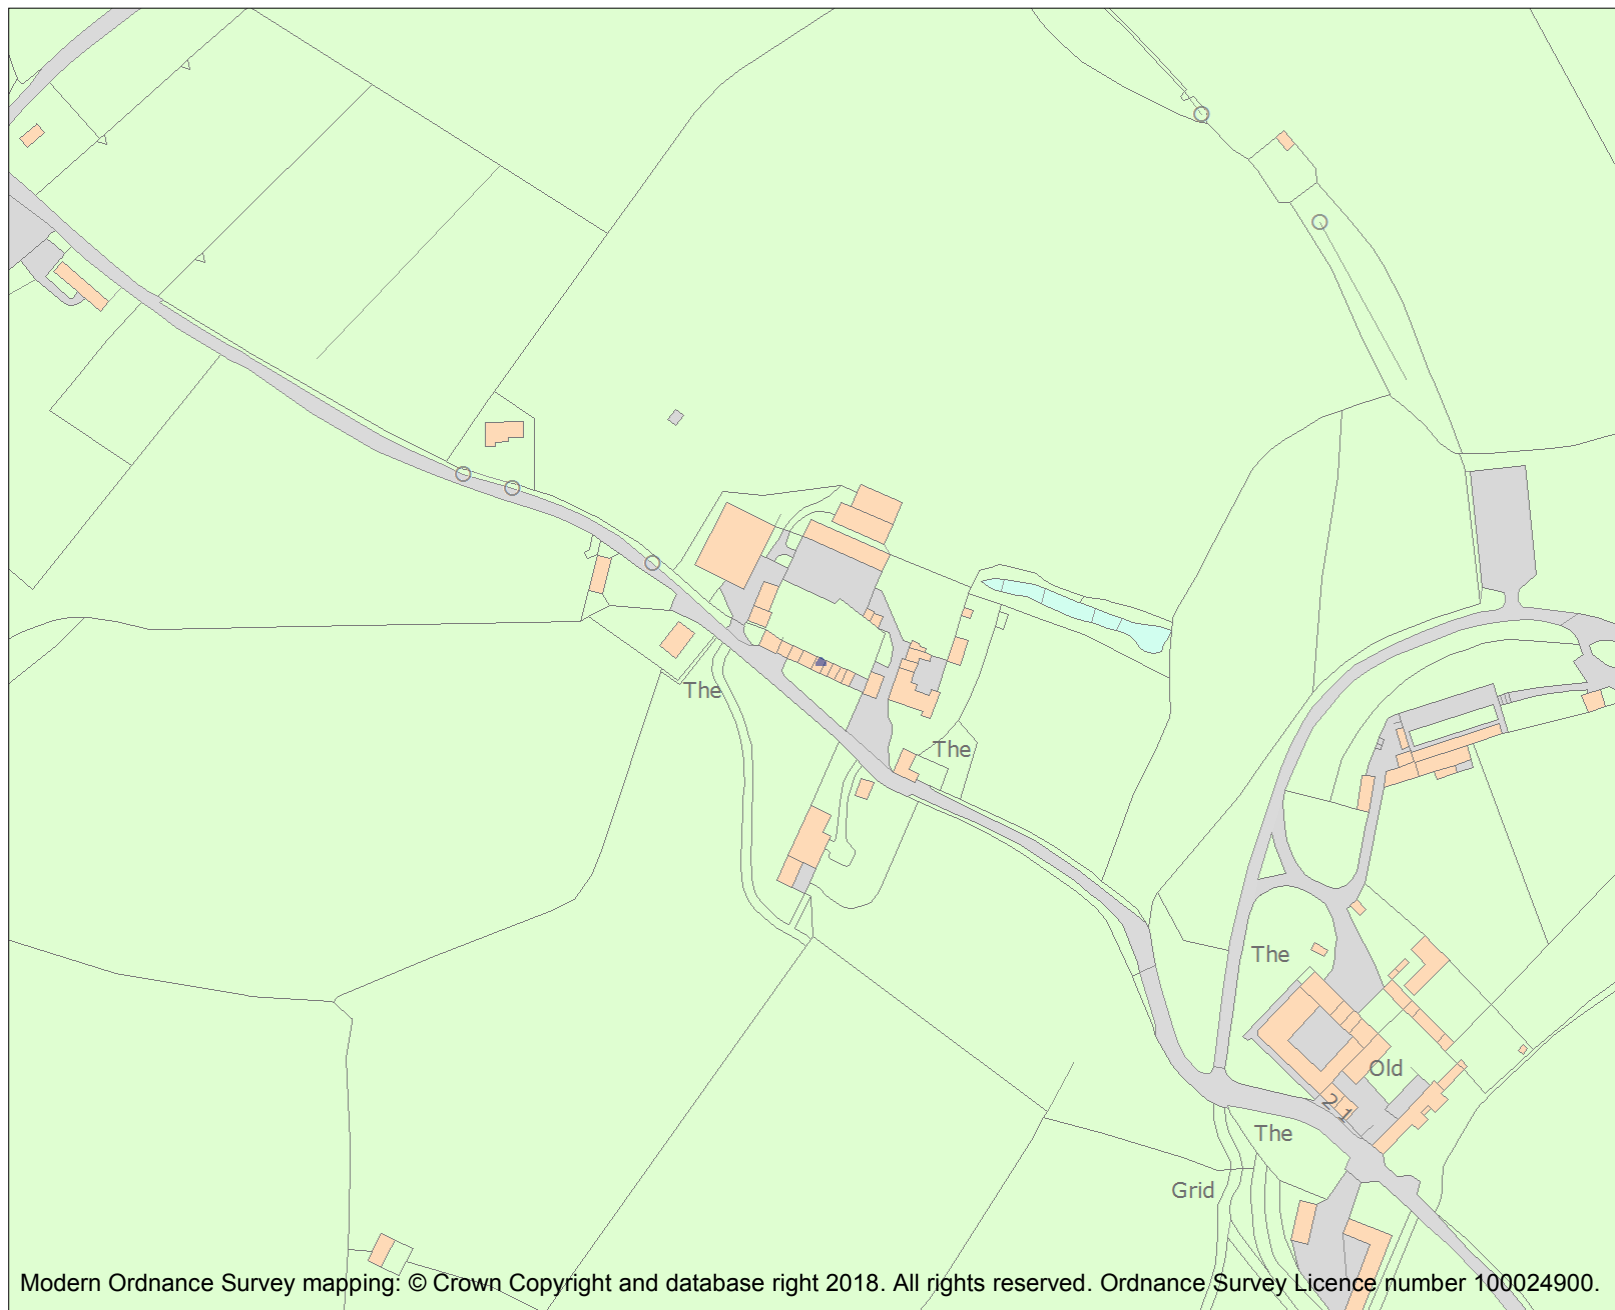 The
The
The
Old
2
1
The
Grid
Modern Ordnance Survey mapping: © Crown Copyright and database right 2018. All rights reserved. Ordnance Survey Licence number 100024900.